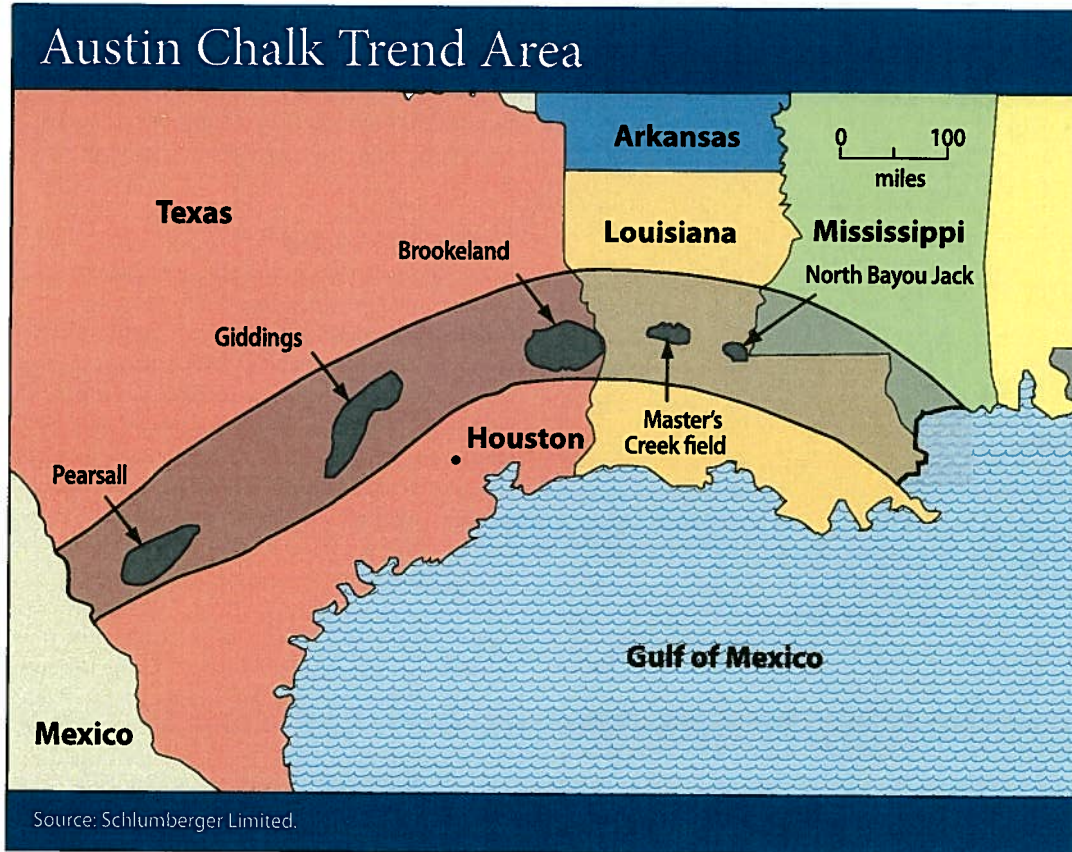 Austin Chalk Trend Area
Arkansas
0 100
miles
Texas
Louisiana
Mississippi
Brookeland
North Bayou Jack
Giddings
Master's
Creek field
Houston
Pearsall
Gulf of Mexico
Mexico
Source: Schlumberger Limited.